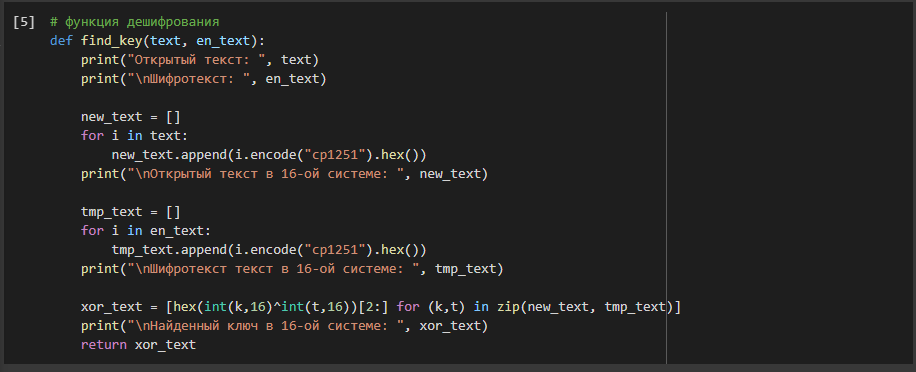 [5] # функция дешифрования
def find_key(text, en_text):
    print("Открытый текст: ", text)
    print("\nШифротекст: ", en_text)

    new_text = []
    for i in text:
        new_text.append(i.encode("cp1251").hex())
    print("\nОткрытый текст в 16-ой системе: ", new_text)

    tmp_text = []
    for i in en_text:
        tmp_text.append(i.encode("cp1251").hex())
    print("\nШифротекст текст в 16-ой системе: ", tmp_text)

    xor_text = [hex(int(k,16)^int(t,16))[2:] for (k,t) in zip(new_text, tmp_text)]
    print("\nНайденный ключ в 16-ой системе: ", xor_text)
    return xor_text